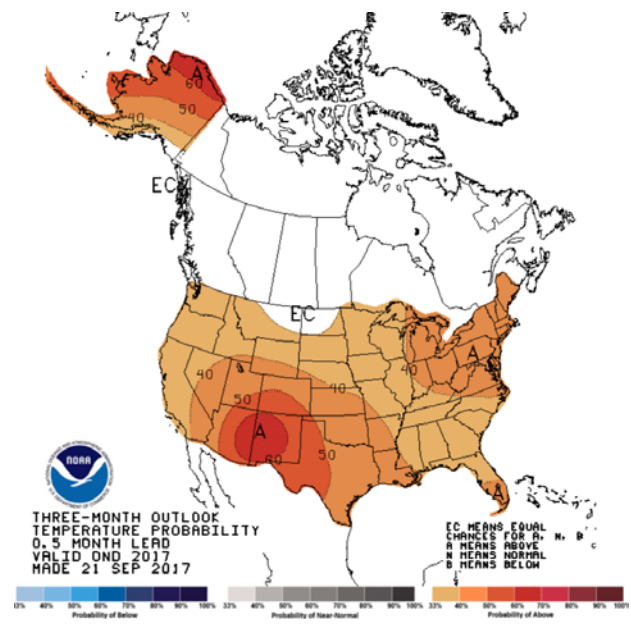 A
60
50
40
EC
EC
A
40
40
40
50
A
50
60
A
NOAA
THREE-MONTH OUTLOOK
TEMPERATURE PROBABILITY
0.5 MONTH LEAD
VALID OND 2017
MADE 21 SEP 2017
EC MEANS EQUAL
CHANCES FOR A, N, B
A MEANS ABOVE
N MEANS NORMAL
B MEANS BELOW
33% 40% 50% 60% 70% 80% 90% 100%
Probability of Below
33% 40% 50% 60% 70% 80% 90% 100%
Probability of Near-Normal
33% 40% 50% 60% 70% 80% 90% 100%
Probability of Above